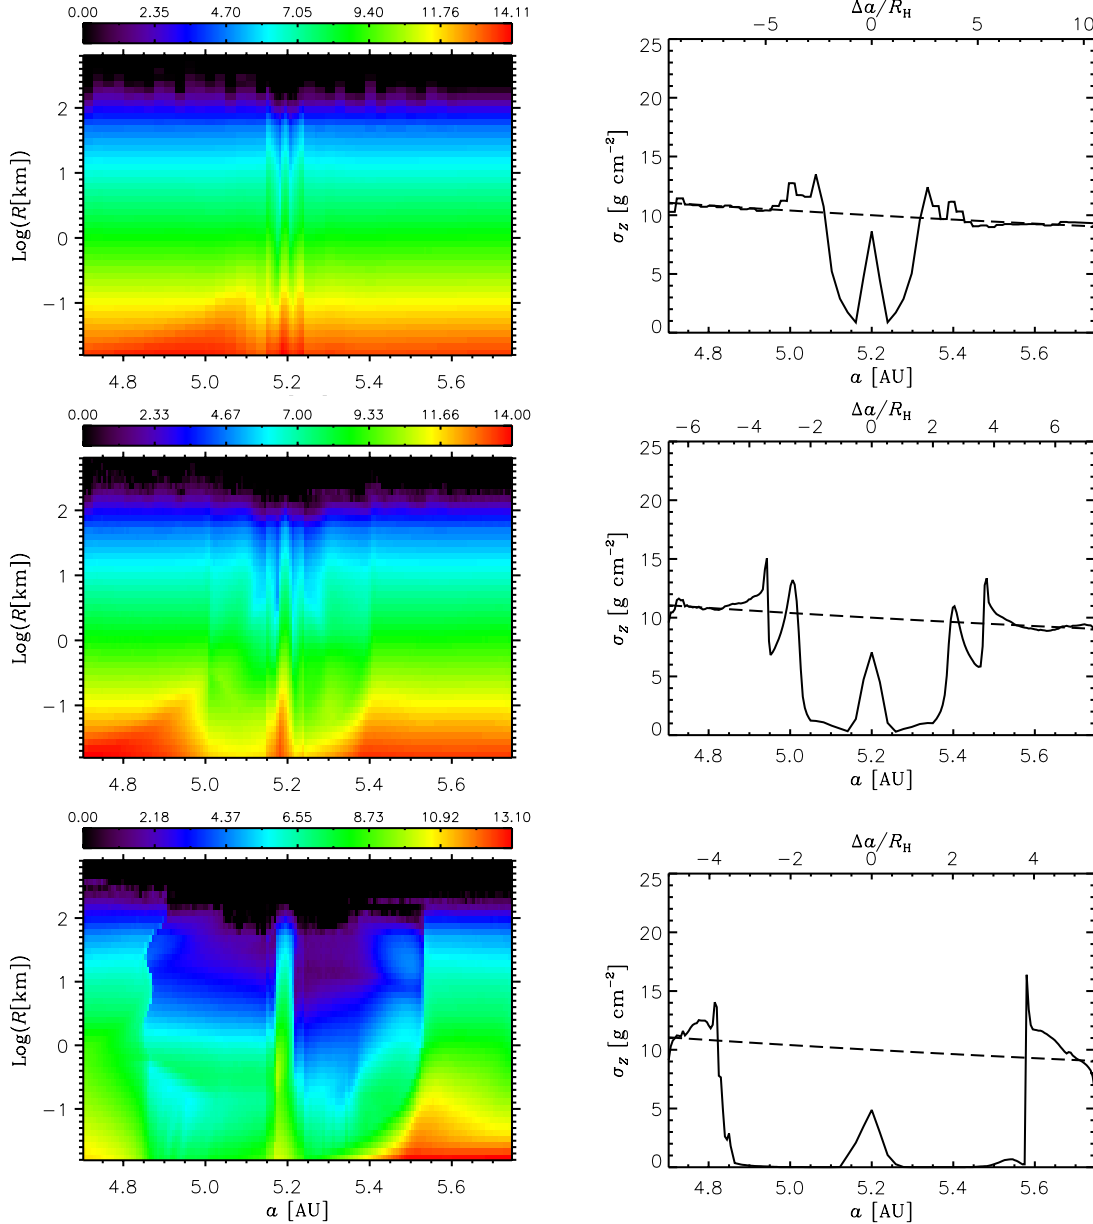 0.00 2.35 4.70 7.05 9.40 11.76 14.11
Log(R[km])
2
1
0
−1
4.8 5.0 5.2 5.4 5.6
Δa/R_H
−5 0 5 10
σ_Z [g cm⁻²]
25
20
15
10
5
0
4.8 5.0 5.2 5.4 5.6
a [AU]
0.00 2.33 4.67 7.00 9.33 11.66 14.00
Log(R[km])
2
1
0
−1
4.8 5.0 5.2 5.4 5.6
Δa/R_H
−6 −4 −2 0 2 4 6
σ_Z [g cm⁻²]
25
20
15
10
5
0
4.8 5.0 5.2 5.4 5.6
a [AU]
0.00 2.18 4.37 6.55 8.73 10.92 13.10
Log(R[km])
2
1
0
−1
4.8 5.0 5.2 5.4 5.6
a [AU]
Δa/R_H
−4 −2 0 2 4
σ_Z [g cm⁻²]
25
20
15
10
5
0
4.8 5.0 5.2 5.4 5.6
a [AU]